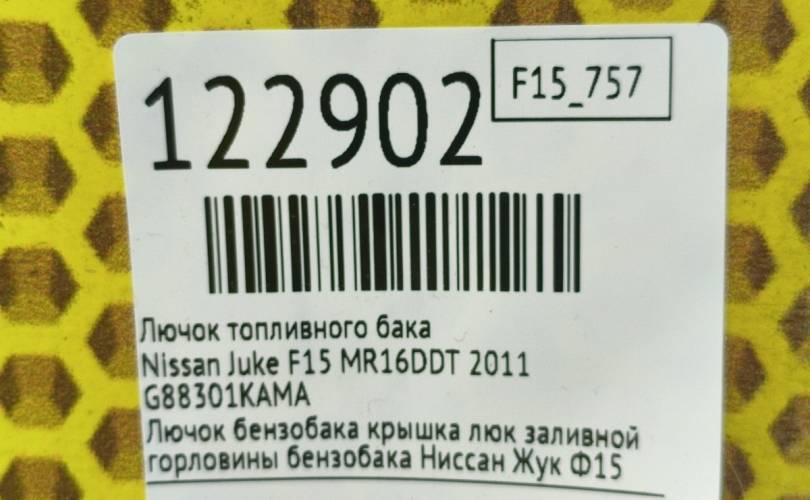 122902
F15_757
Лючок топливного бака
Nissan Juke F15 MR16DDT 2011
G88301KAMA
Лючок бензобака крышка люк заливной
горловины бензобака Ниссан Жук Ф15